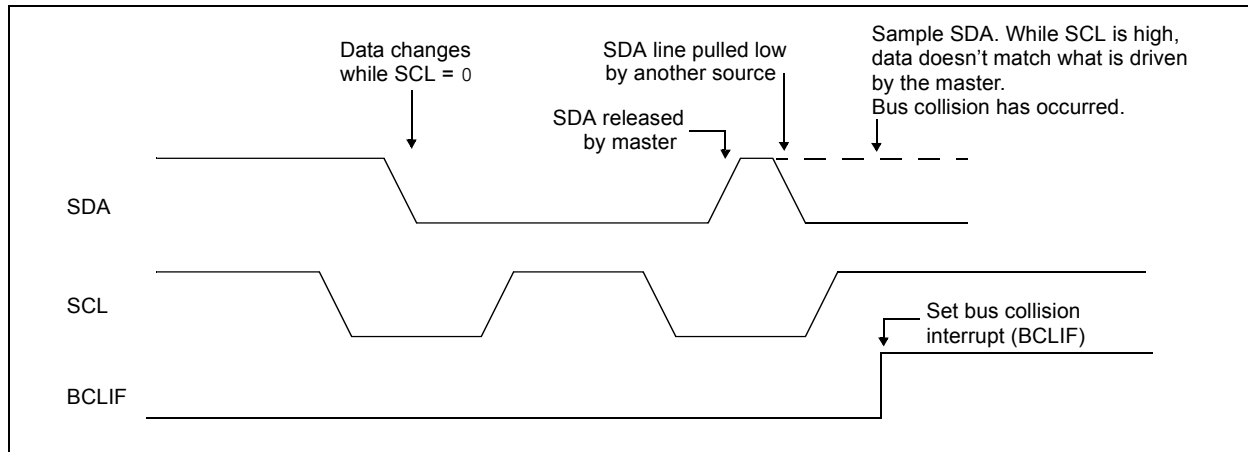 Data changes
while SCL = 0
SDA line pulled low
by another source
SDA released
by master
Sample SDA. While SCL is high,
data doesn’t match what is driven
by the master.
Bus collision has occurred.
SDA
SCL
Set bus collision
interrupt (BCLIF)
BCLIF